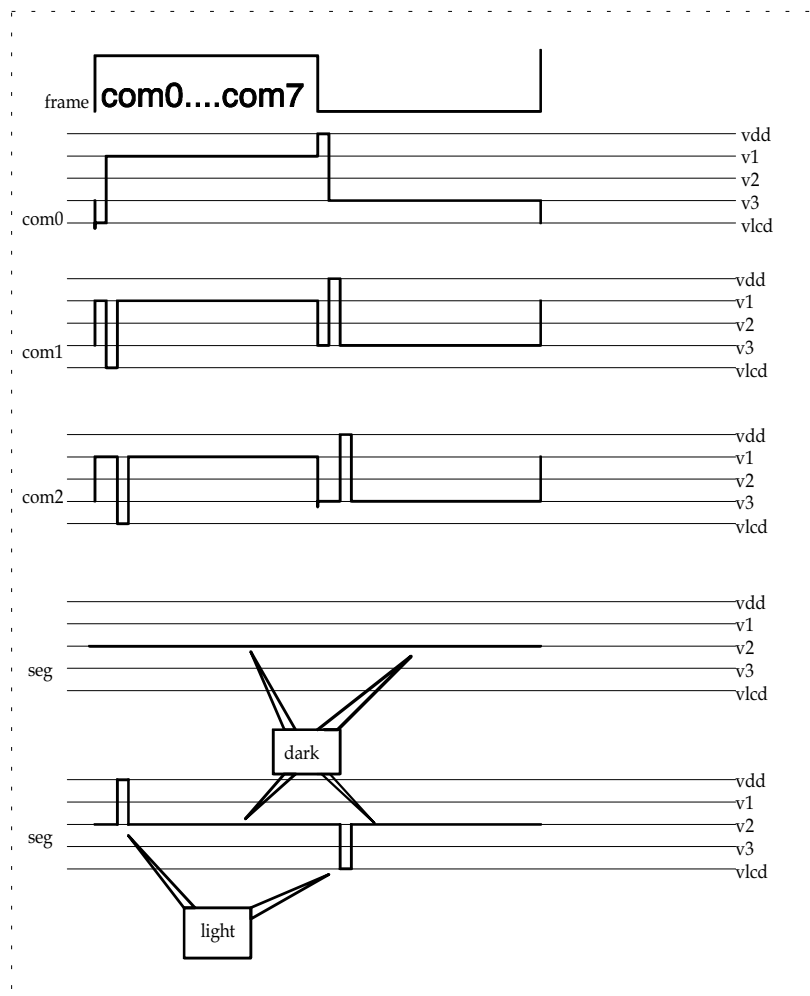 frame com0....com7
vdd
v1
v2
v3
com0
vlcd
vdd
v1
v2
com1
v3
vlcd
vdd
v1
v2
com2
v3
vlcd
vdd
v1
v2
seg
v3
vlcd
dark
vdd
v1
v2
seg
v3
vlcd
light